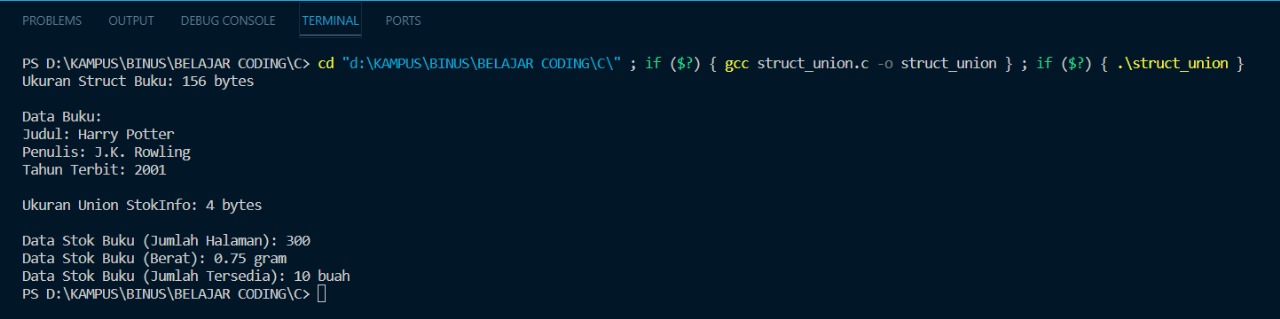 PROBLEMS OUTPUT DEBUG CONSOLE TERMINAL PORTS
PS D:\KAMPUS\BINUS\BELAJAR CODING\C> cd "d:\KAMPUS\BINUS\BELAJAR CODING\C\" ; if ($?) { gcc struct_union.c -o struct_union } ; if ($?) { .\struct_union }
Ukuran Struct Buku: 156 bytes
Data Buku:
Judul: Harry Potter
Penulis: J.K. Rowling
Tahun Terbit: 2001
Ukuran Union StokInfo: 4 bytes
Data Stok Buku (Jumlah Halaman): 300
Data Stok Buku (Berat): 0.75 gram
Data Stok Buku (Jumlah Tersedia): 10 buah
PS D:\KAMPUS\BINUS\BELAJAR CODING\C>